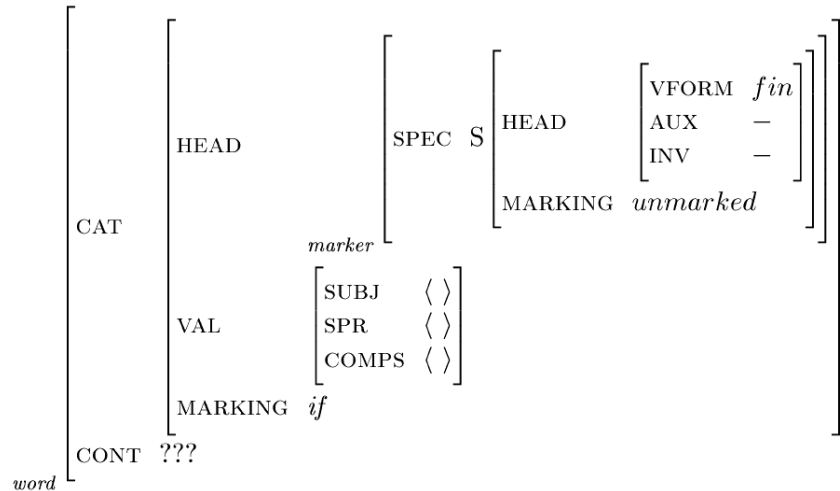 VFORM fin
HEAD AUX −
SPEC S HEAD INV −
MARKING unmarked
CAT marker
SUBJ ⟨ ⟩
VAL SPR ⟨ ⟩
COMPS ⟨ ⟩
MARKING if
CONT ???
word